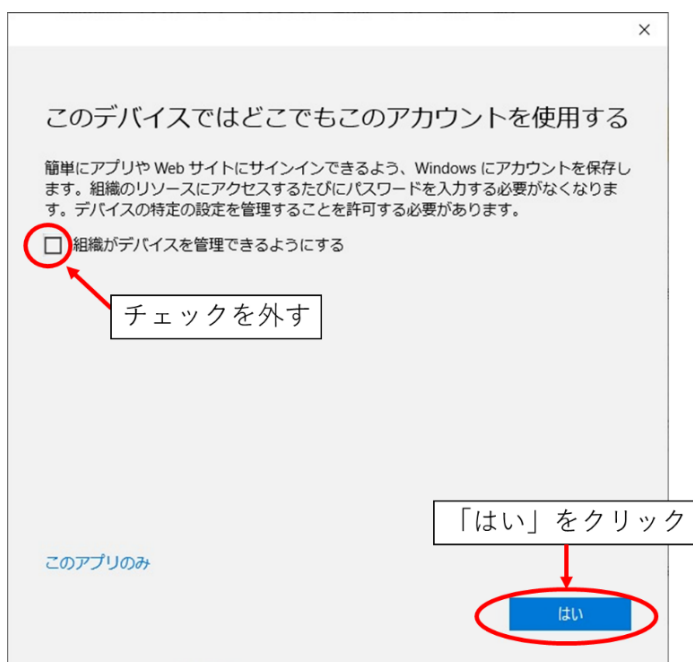 このデバイスではどこでもこのアカウントを使用する
簡単にアプリや Web サイトにサインインできるよう、Windows にアカウントを保存し
ます。組織のリソースにアクセスするたびにパスワードを入力する必要がなくなりま
す。デバイスの特定の設定を管理することを許可する必要があります。
組織がデバイスを管理できるようにする
チェックを外す
「はい」をクリック
このアプリのみ
はい